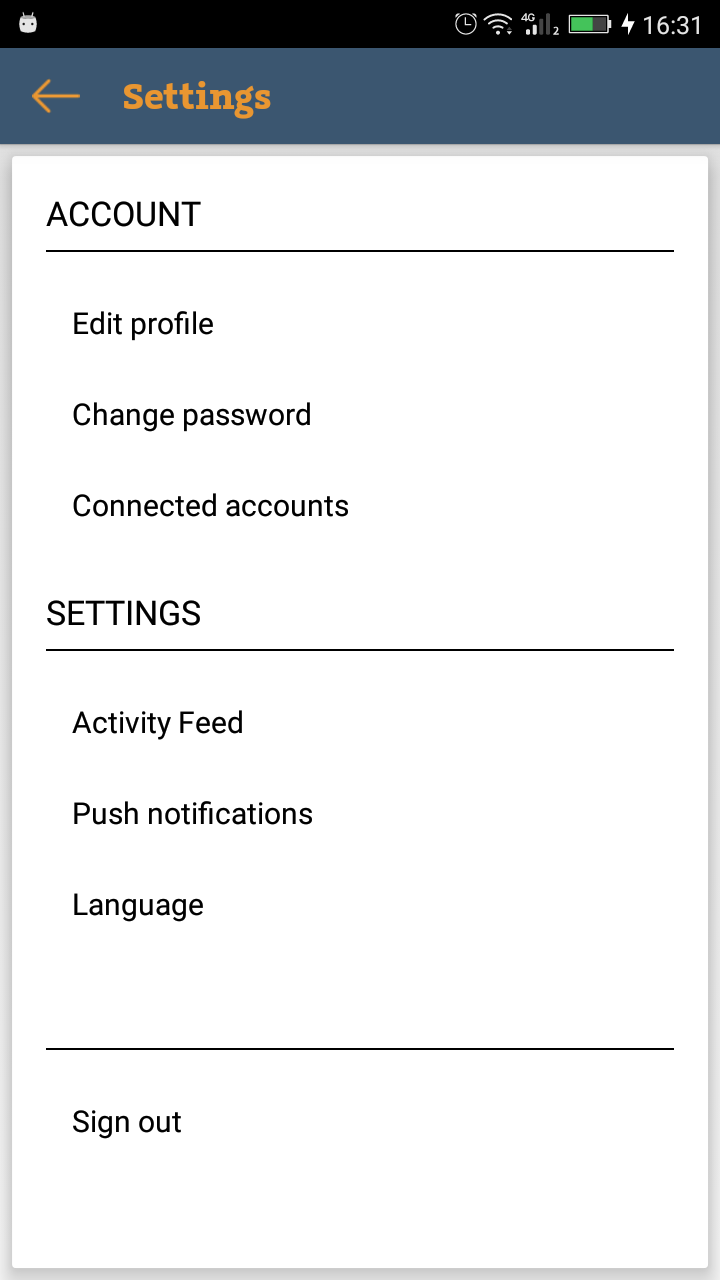 4G 2 16:31
Settings
ACCOUNT
Edit profile
Change password
Connected accounts
SETTINGS
Activity Feed
Push notifications
Language
Sign out